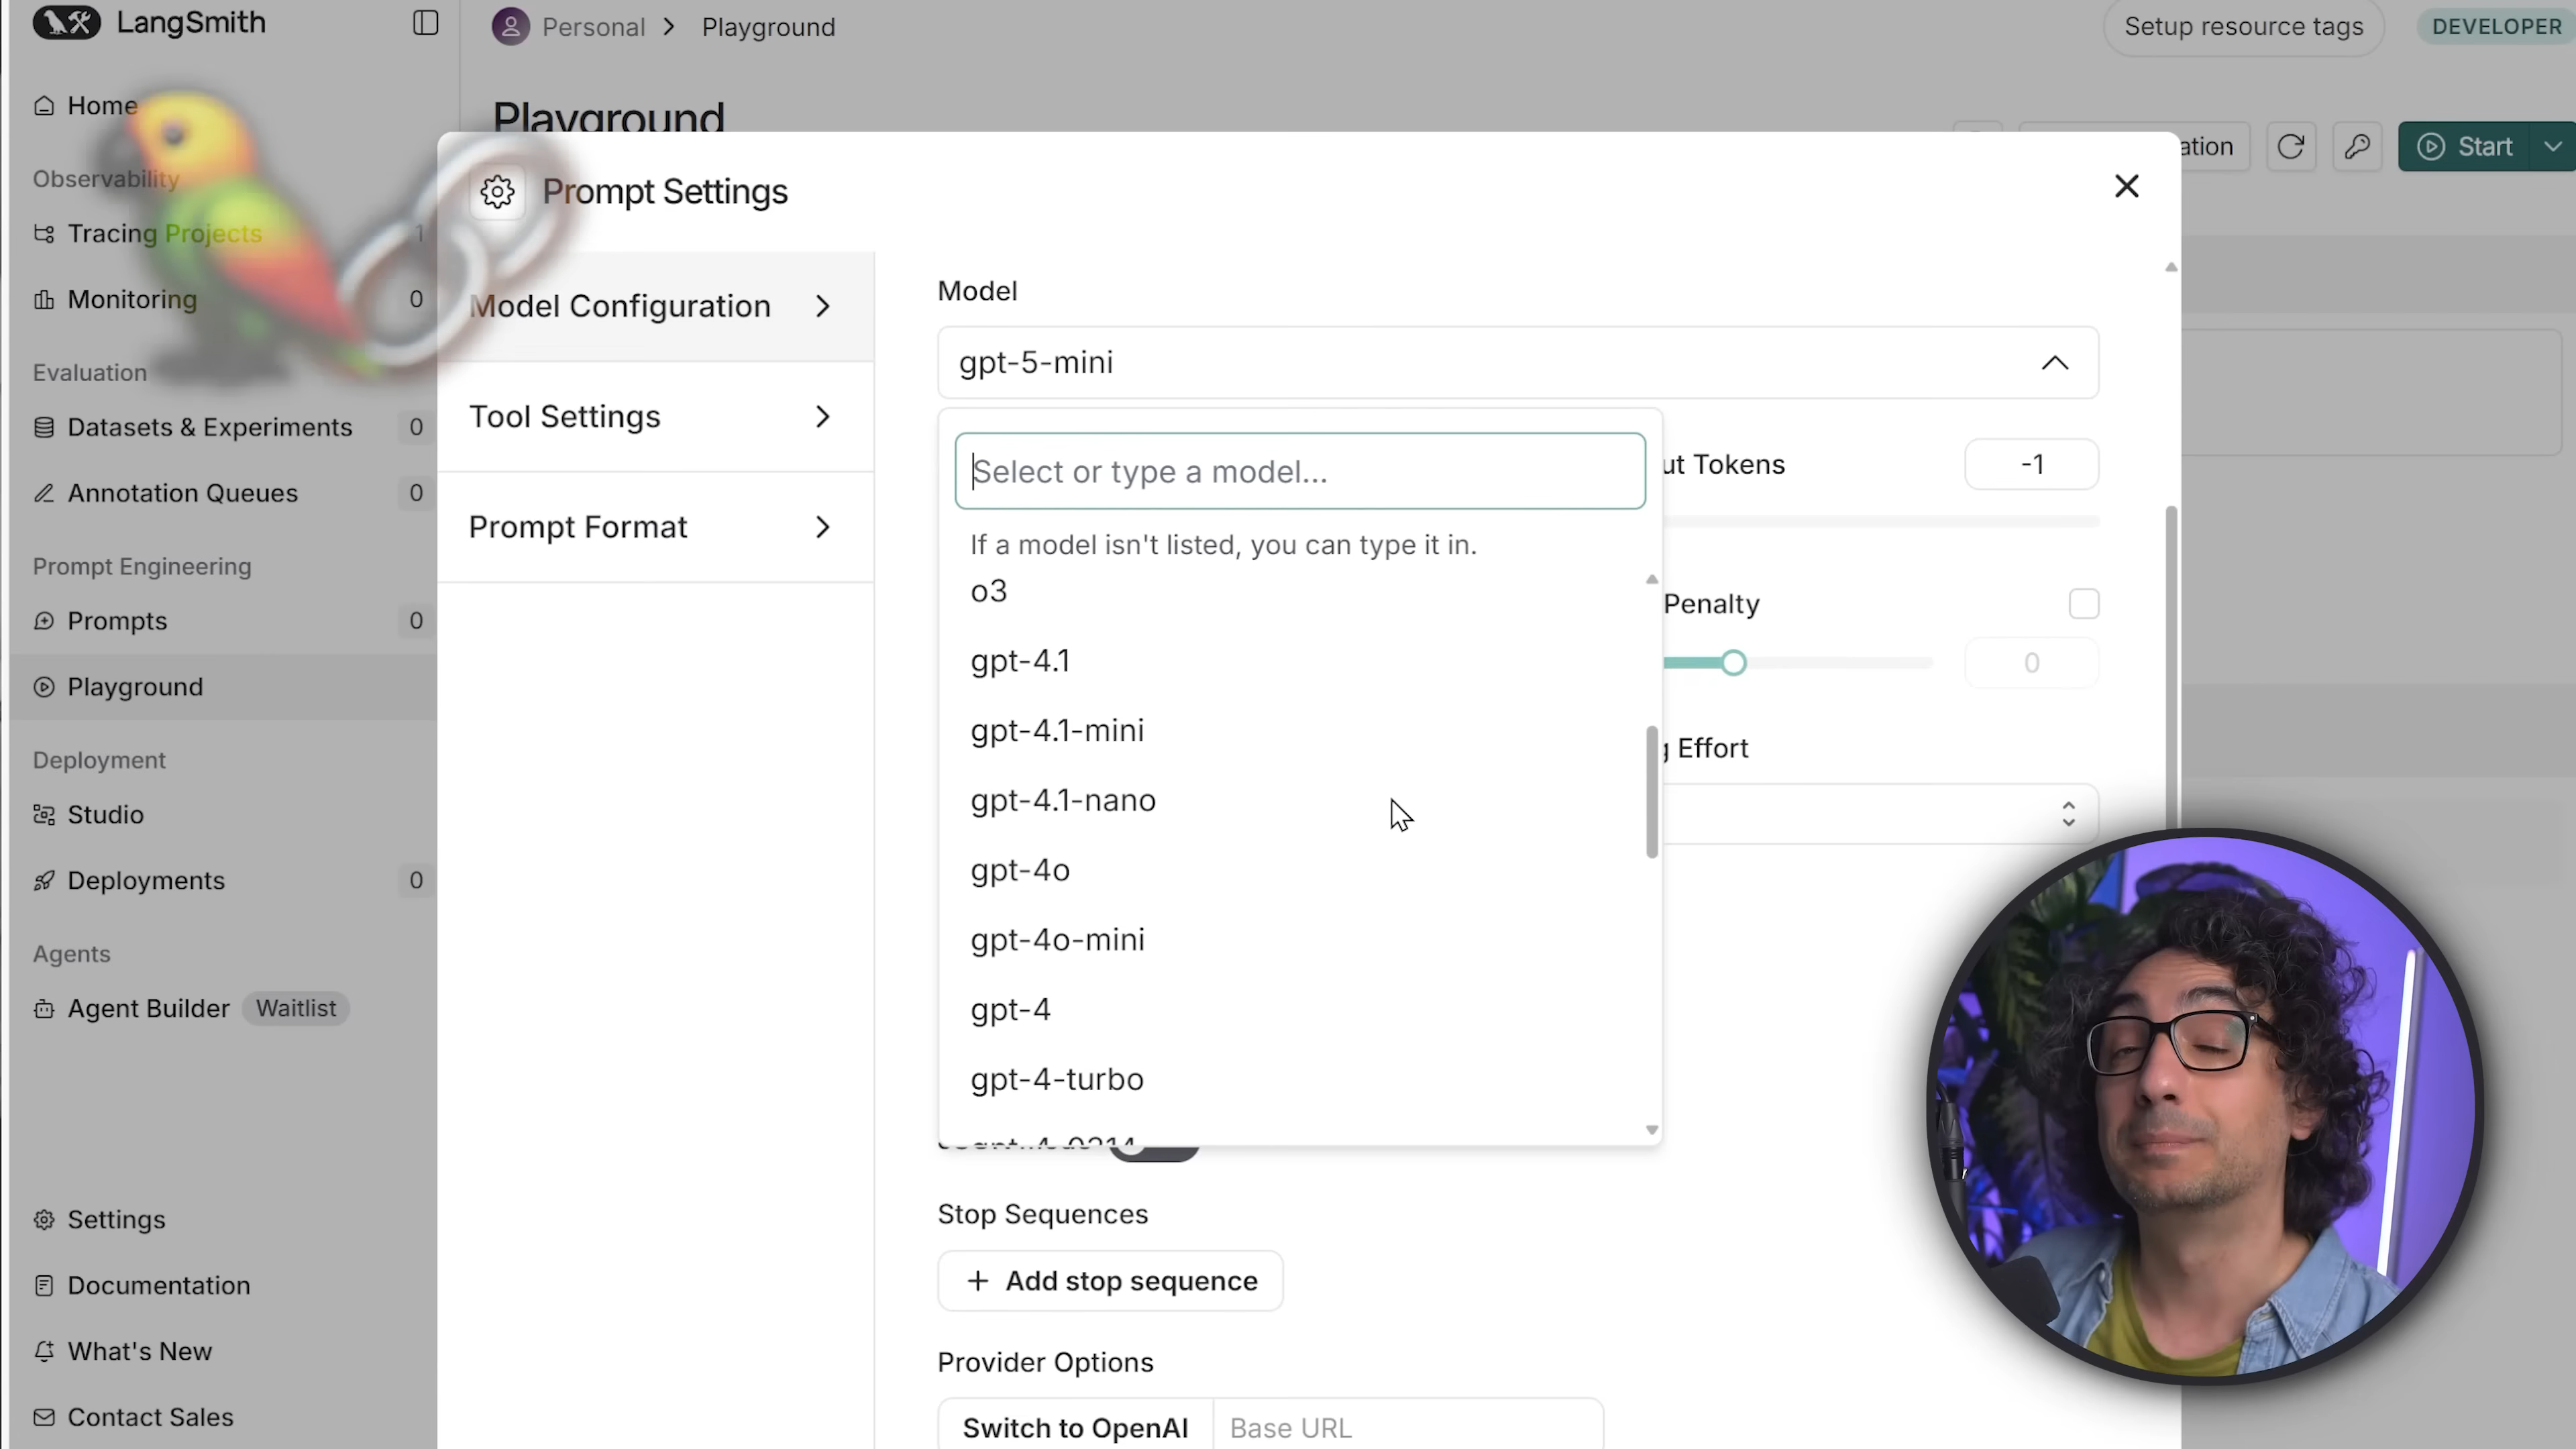 LangSmith
Personal > Playground
Setup resource tags
DEVELOPER
Home
Playground
ation
Start
Observability
Tracing Projects 1
Monitoring 0
Evaluation
Datasets & Experiments 0
Annotation Queues 0
Prompt Engineering
Prompts 0
Playground
Deployment
Studio
Deployments 0
Agents
Agent Builder Waitlist
Settings
Documentation
What's New
Contact Sales
Prompt Settings
Model Configuration
Tool Settings
Prompt Format
Model
gpt-5-mini
Select or type a model...
If a model isn't listed, you can type it in.
o3
gpt-4.1
gpt-4.1-mini
gpt-4.1-nano
gpt-4o
gpt-4o-mini
gpt-4
gpt-4-turbo
ut Tokens -1
Penalty
0
g Effort
Stop Sequences
+ Add stop sequence
Provider Options
Switch to OpenAI
Base URL